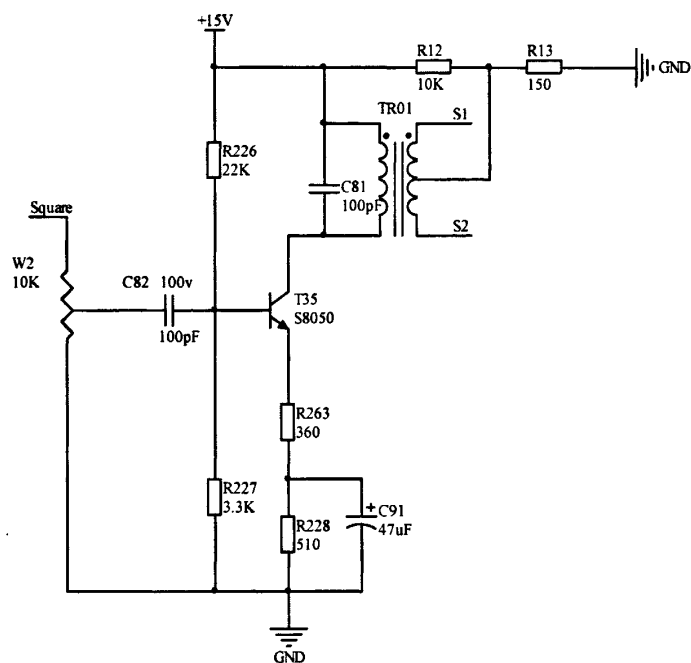 +15V
R12
10K
R13
150
GND
TR01
S1
R226
22K
C81
100pF
S2
Square
W2
10K
C82 100v
100pF
T35
S8050
R263
360
R227
3.3K
R228
510
+
C91
47uF
GND